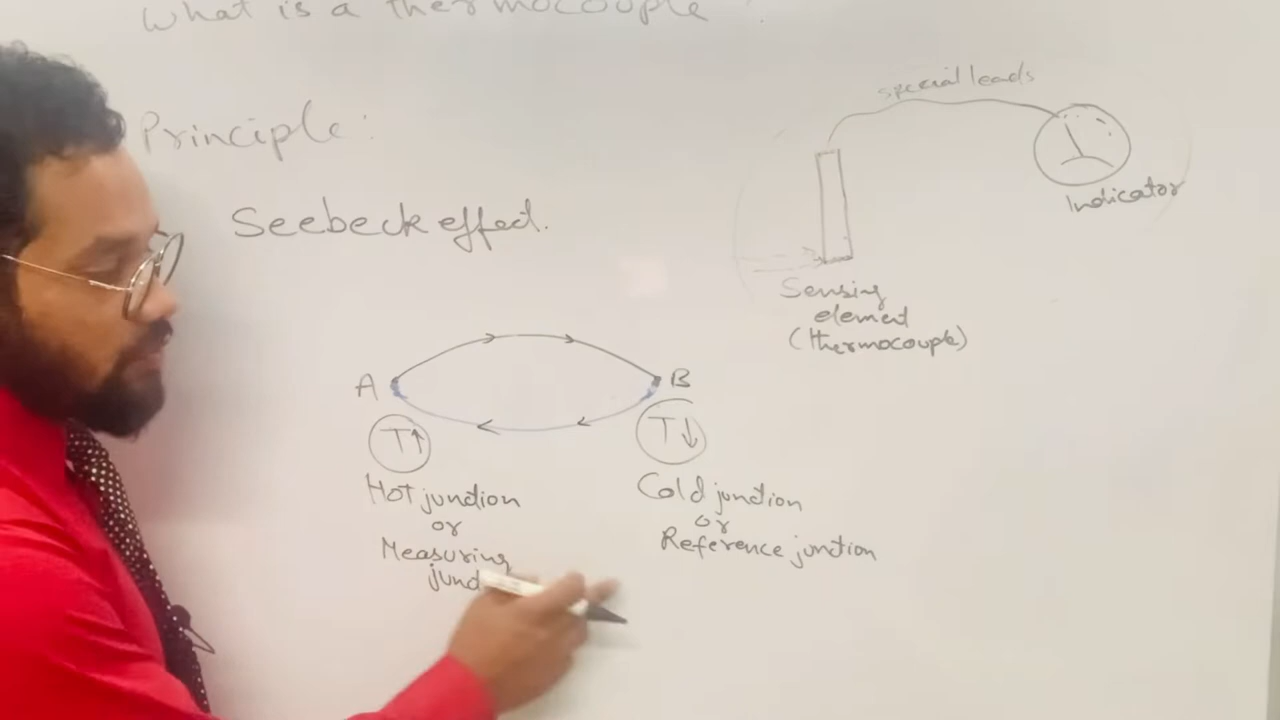 What is a thermocouple ?
Principle:
Seebeck effect.
special leads
Indicator
Sensing
element
(thermocouple)
A
B
T↑
T↓
Hot junction
or
Measuring
Cold junction
or
Reference junction